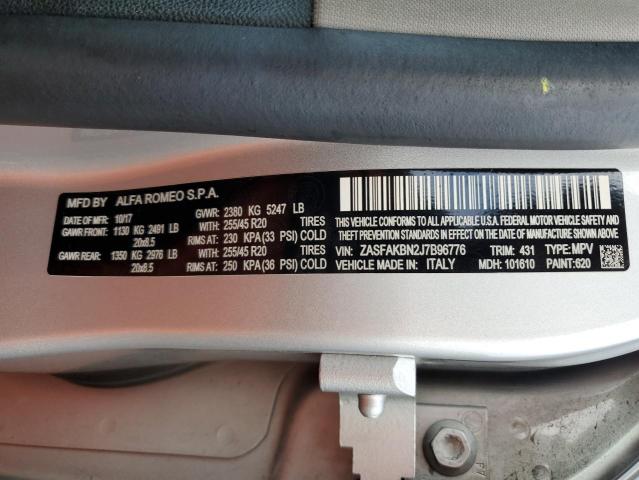 MFD BY ALFA ROMEO S.P.A.
DATE OF MFR: 10/17 GVWR: 2380 KG 5247 LB
GAWR FRONT: 1130 KG 2491 LB 255/45 R20 TIRES
20x8.5 RIMS AT: 230 KPA(33 PSI) COLD
GAWR REAR: 1350 KG 2976 LB 255/45 R20 TIRES
20x8.5 RIMS AT: 250 KPA(36 PSI) COLD
THIS VEHICLE CONFORMS TO ALL APPLICABLE U.S.A. FEDERAL MOTOR VEHICLE SAFETY
BUMPER AND THEFT PREVENTION STANDARDS IN EFFECT ON THE DATE OF MANUFACTURE SHOWN ABOVE
VIN: ZASFAKBN2J7B96776 TRIM: 431 TYPE: MPV
VEHICLE MADE IN: ITALY MDH: 101610 PAINT: 620